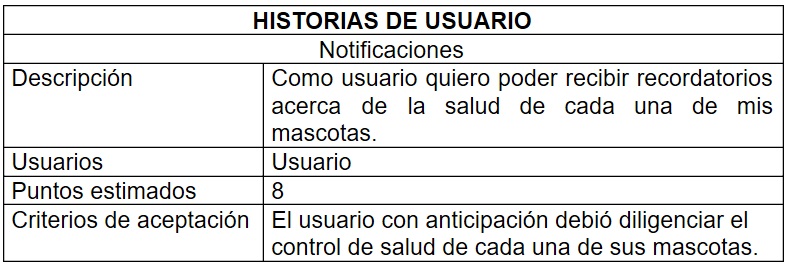 HISTORIAS DE USUARIO
Notificaciones
Descripción
Como usuario quiero poder recibir recordatorios
acerca de la salud de cada una de mis
mascotas.
Usuarios
Usuario
Puntos estimados
8
Criterios de aceptación
El usuario con anticipación debió diligenciar el
control de salud de cada una de sus mascotas.